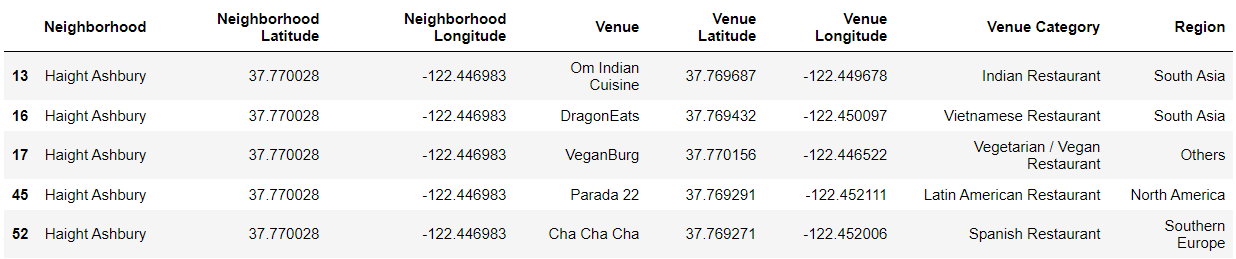 Neighborhood Neighborhood Latitude Neighborhood Longitude Venue Venue Latitude Venue Longitude Venue Category Region
13 Haight Ashbury 37.770028 -122.446983 Om Indian Cuisine 37.769687 -122.449678 Indian Restaurant South Asia
16 Haight Ashbury 37.770028 -122.446983 DragonEats 37.769432 -122.450097 Vietnamese Restaurant South Asia
17 Haight Ashbury 37.770028 -122.446983 VeganBurg 37.770156 -122.446522 Vegetarian / Vegan Restaurant Others
45 Haight Ashbury 37.770028 -122.446983 Parada 22 37.769291 -122.452111 Latin American Restaurant North America
52 Haight Ashbury 37.770028 -122.446983 Cha Cha Cha 37.769271 -122.452006 Spanish Restaurant Southern Europe